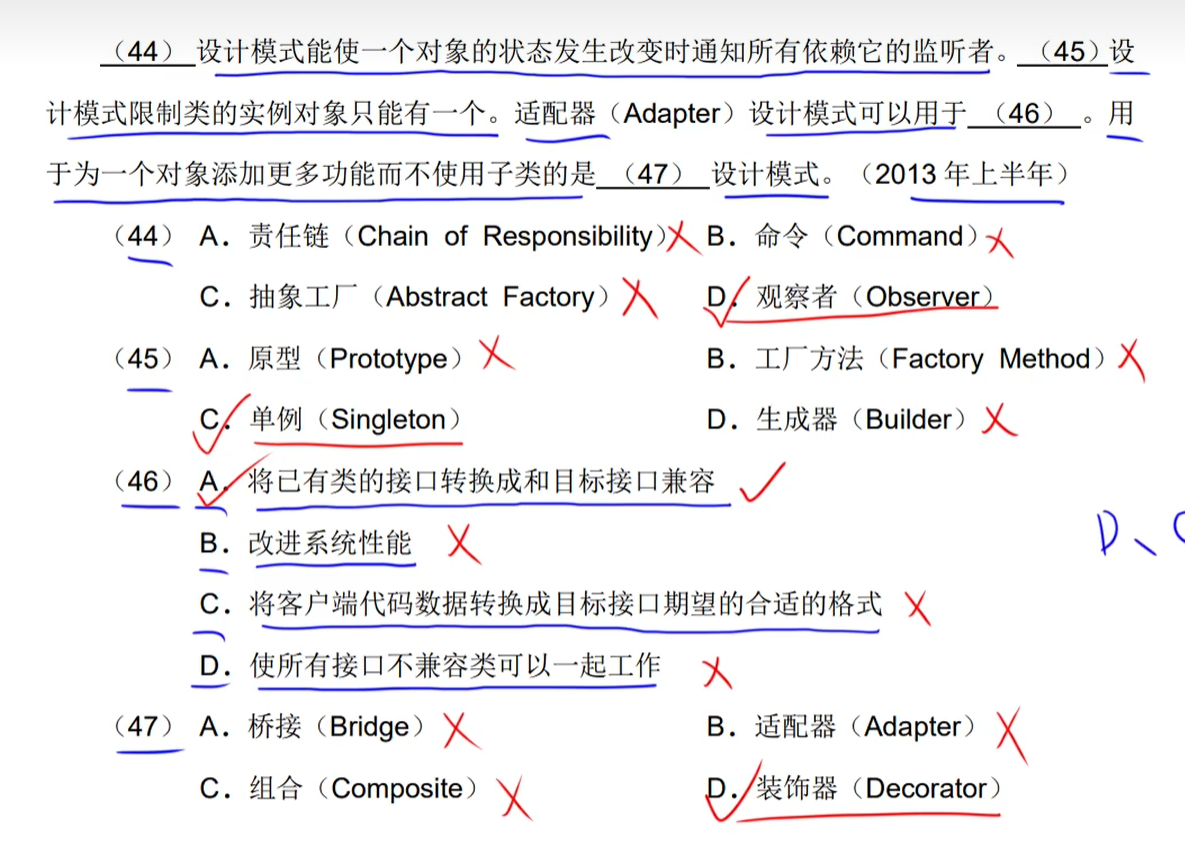 （44） 设计模式能使一个对象的状态发生改变时通知所有依赖它的监听者。 （45）设
计模式限制类的实例对象只能有一个。适配器（Adapter）设计模式可以用于 （46） 。用
于为一个对象添加更多功能而不使用子类的是 （47） 设计模式。（2013 年上半年）
（44） A．责任链（Chain of Responsibility） B．命令（Command）
C．抽象工厂（Abstract Factory） D．观察者（Observer）
（45） A．原型（Prototype） B．工厂方法（Factory Method）
C．单例（Singleton） D．生成器（Builder）
（46） A．将已有类的接口转换成和目标接口兼容
B．改进系统性能
D、
C．将客户端代码数据转换成目标接口期望的合适的格式
D．使所有接口不兼容类可以一起工作
（47） A．桥接（Bridge） B．适配器（Adapter）
C．组合（Composite） D．装饰器（Decorator）